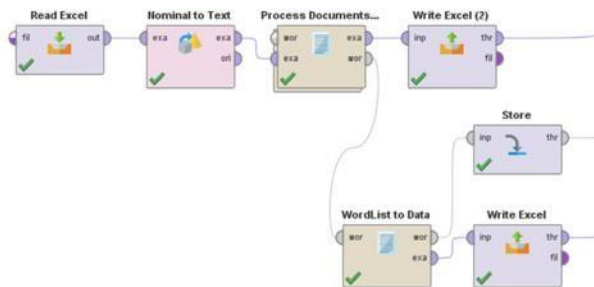 Read Excel
Nominal to Text
Process Documents...
Write Excel (2)
fil out
exa exa
ori
wor exa
exa wor
inp thr
fil
Store
inp thr
WordList to Data
Write Excel
wor wor
exa
inp thr
fil